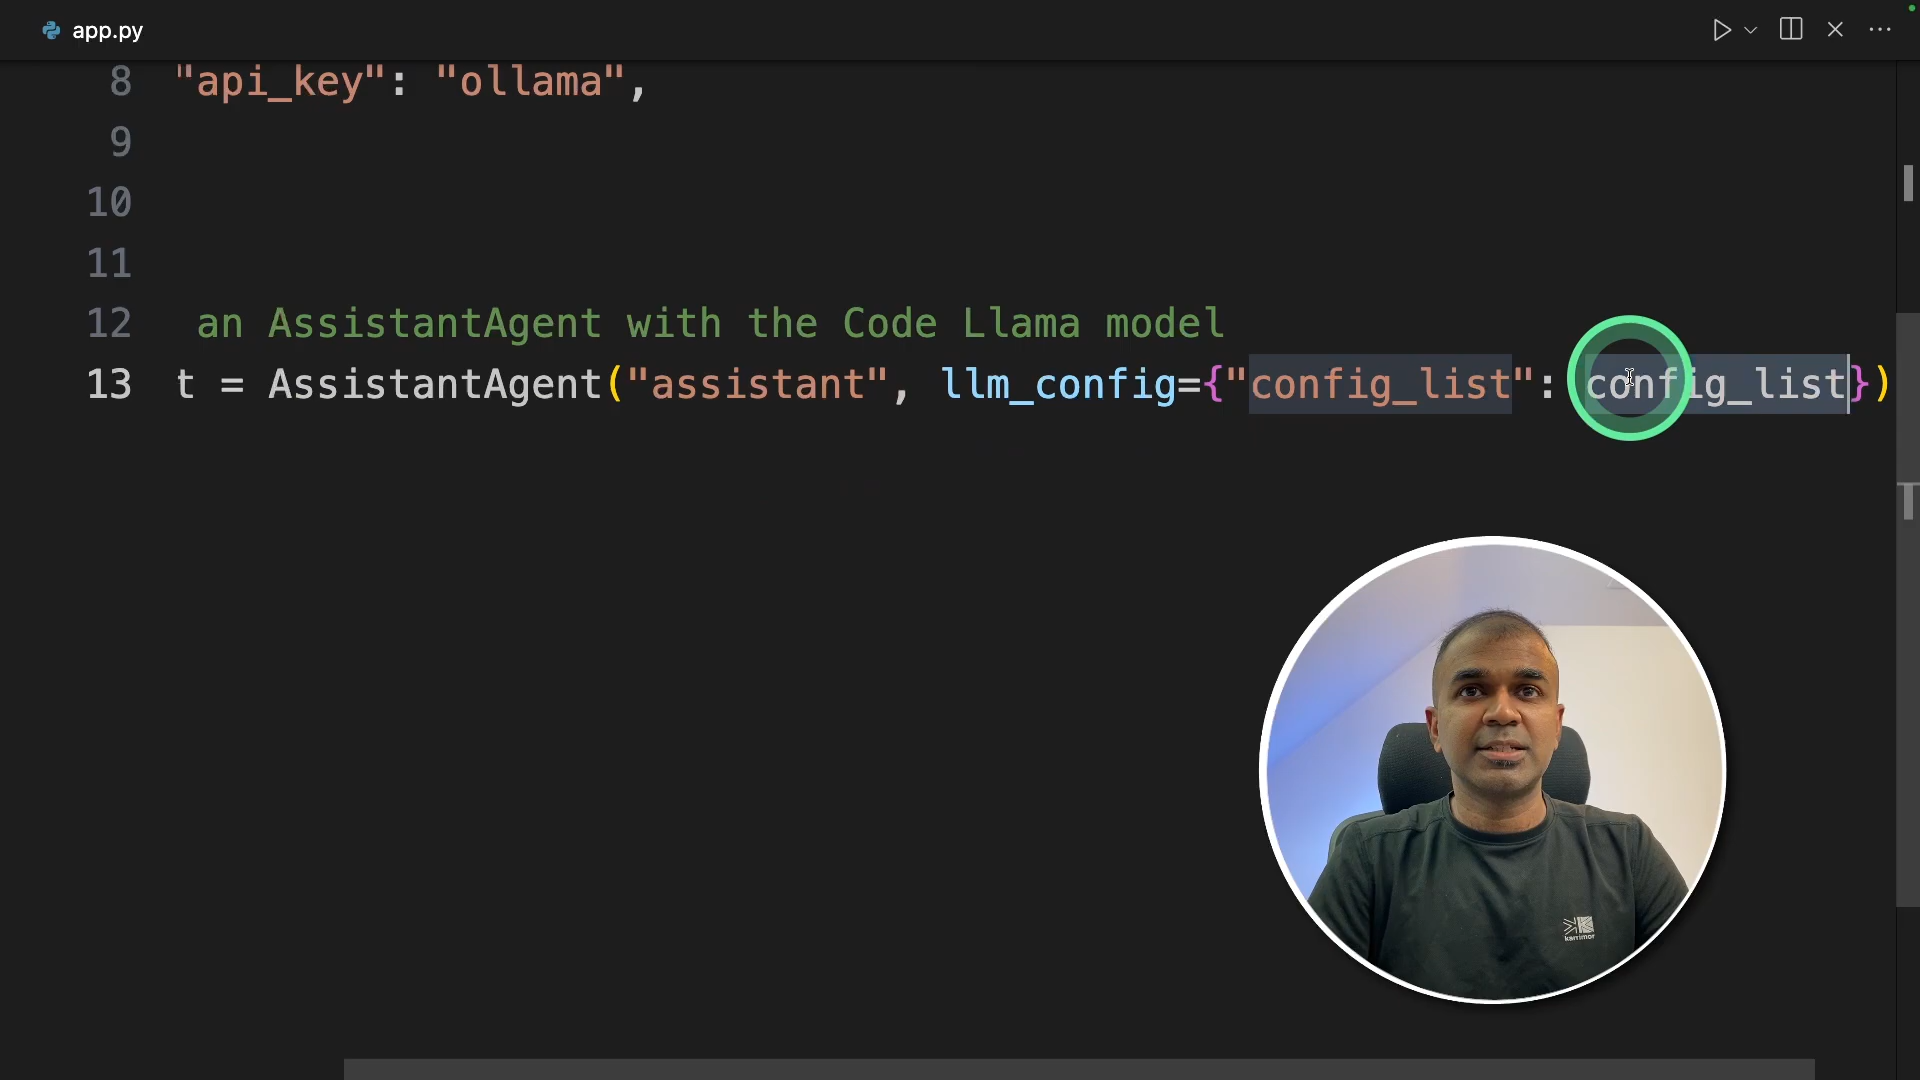 app.py
8 "api_key": "ollama",
9
10
11
12 an AssistantAgent with the Code Llama model
13 t = AssistantAgent("assistant", llm_config={"config_list": config_list})
karrimor